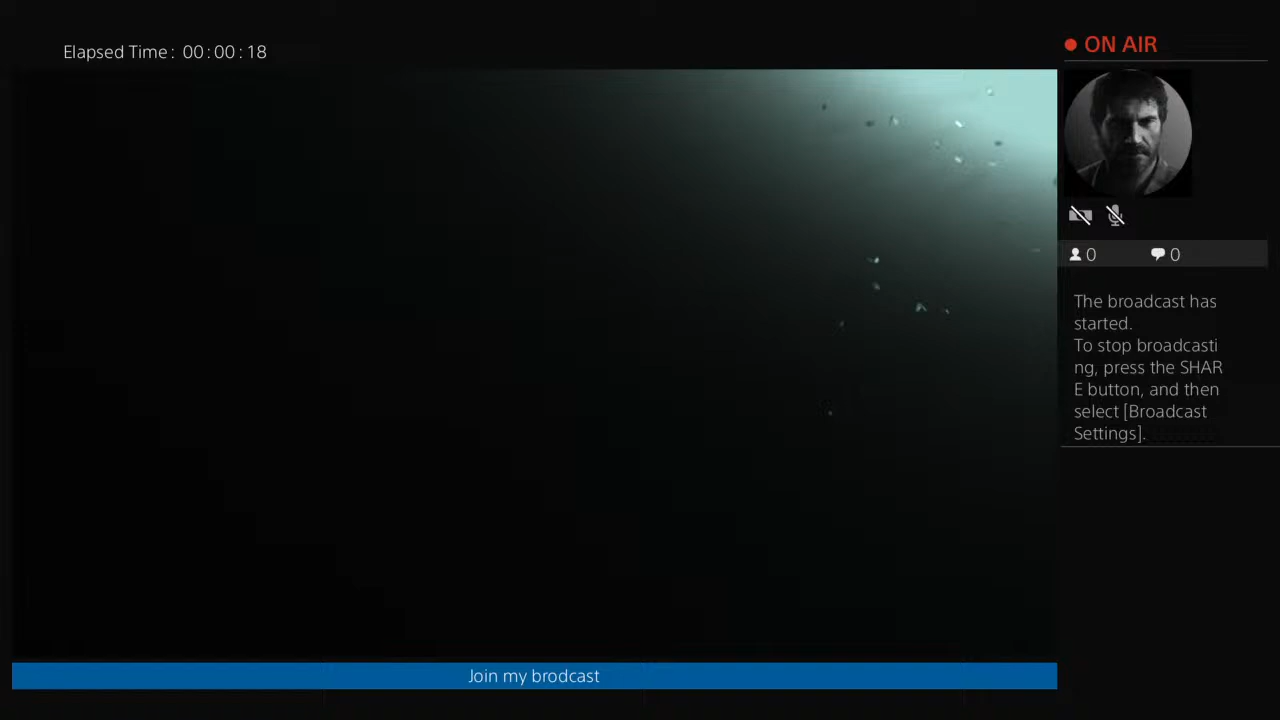 Elapsed Time: 00:00:18
ON AIR
0 0
The broadcast has
started.
To stop broadcasti
ng, press the SHAR
E button, and then
select [Broadcast
Settings].
Join my brodcast